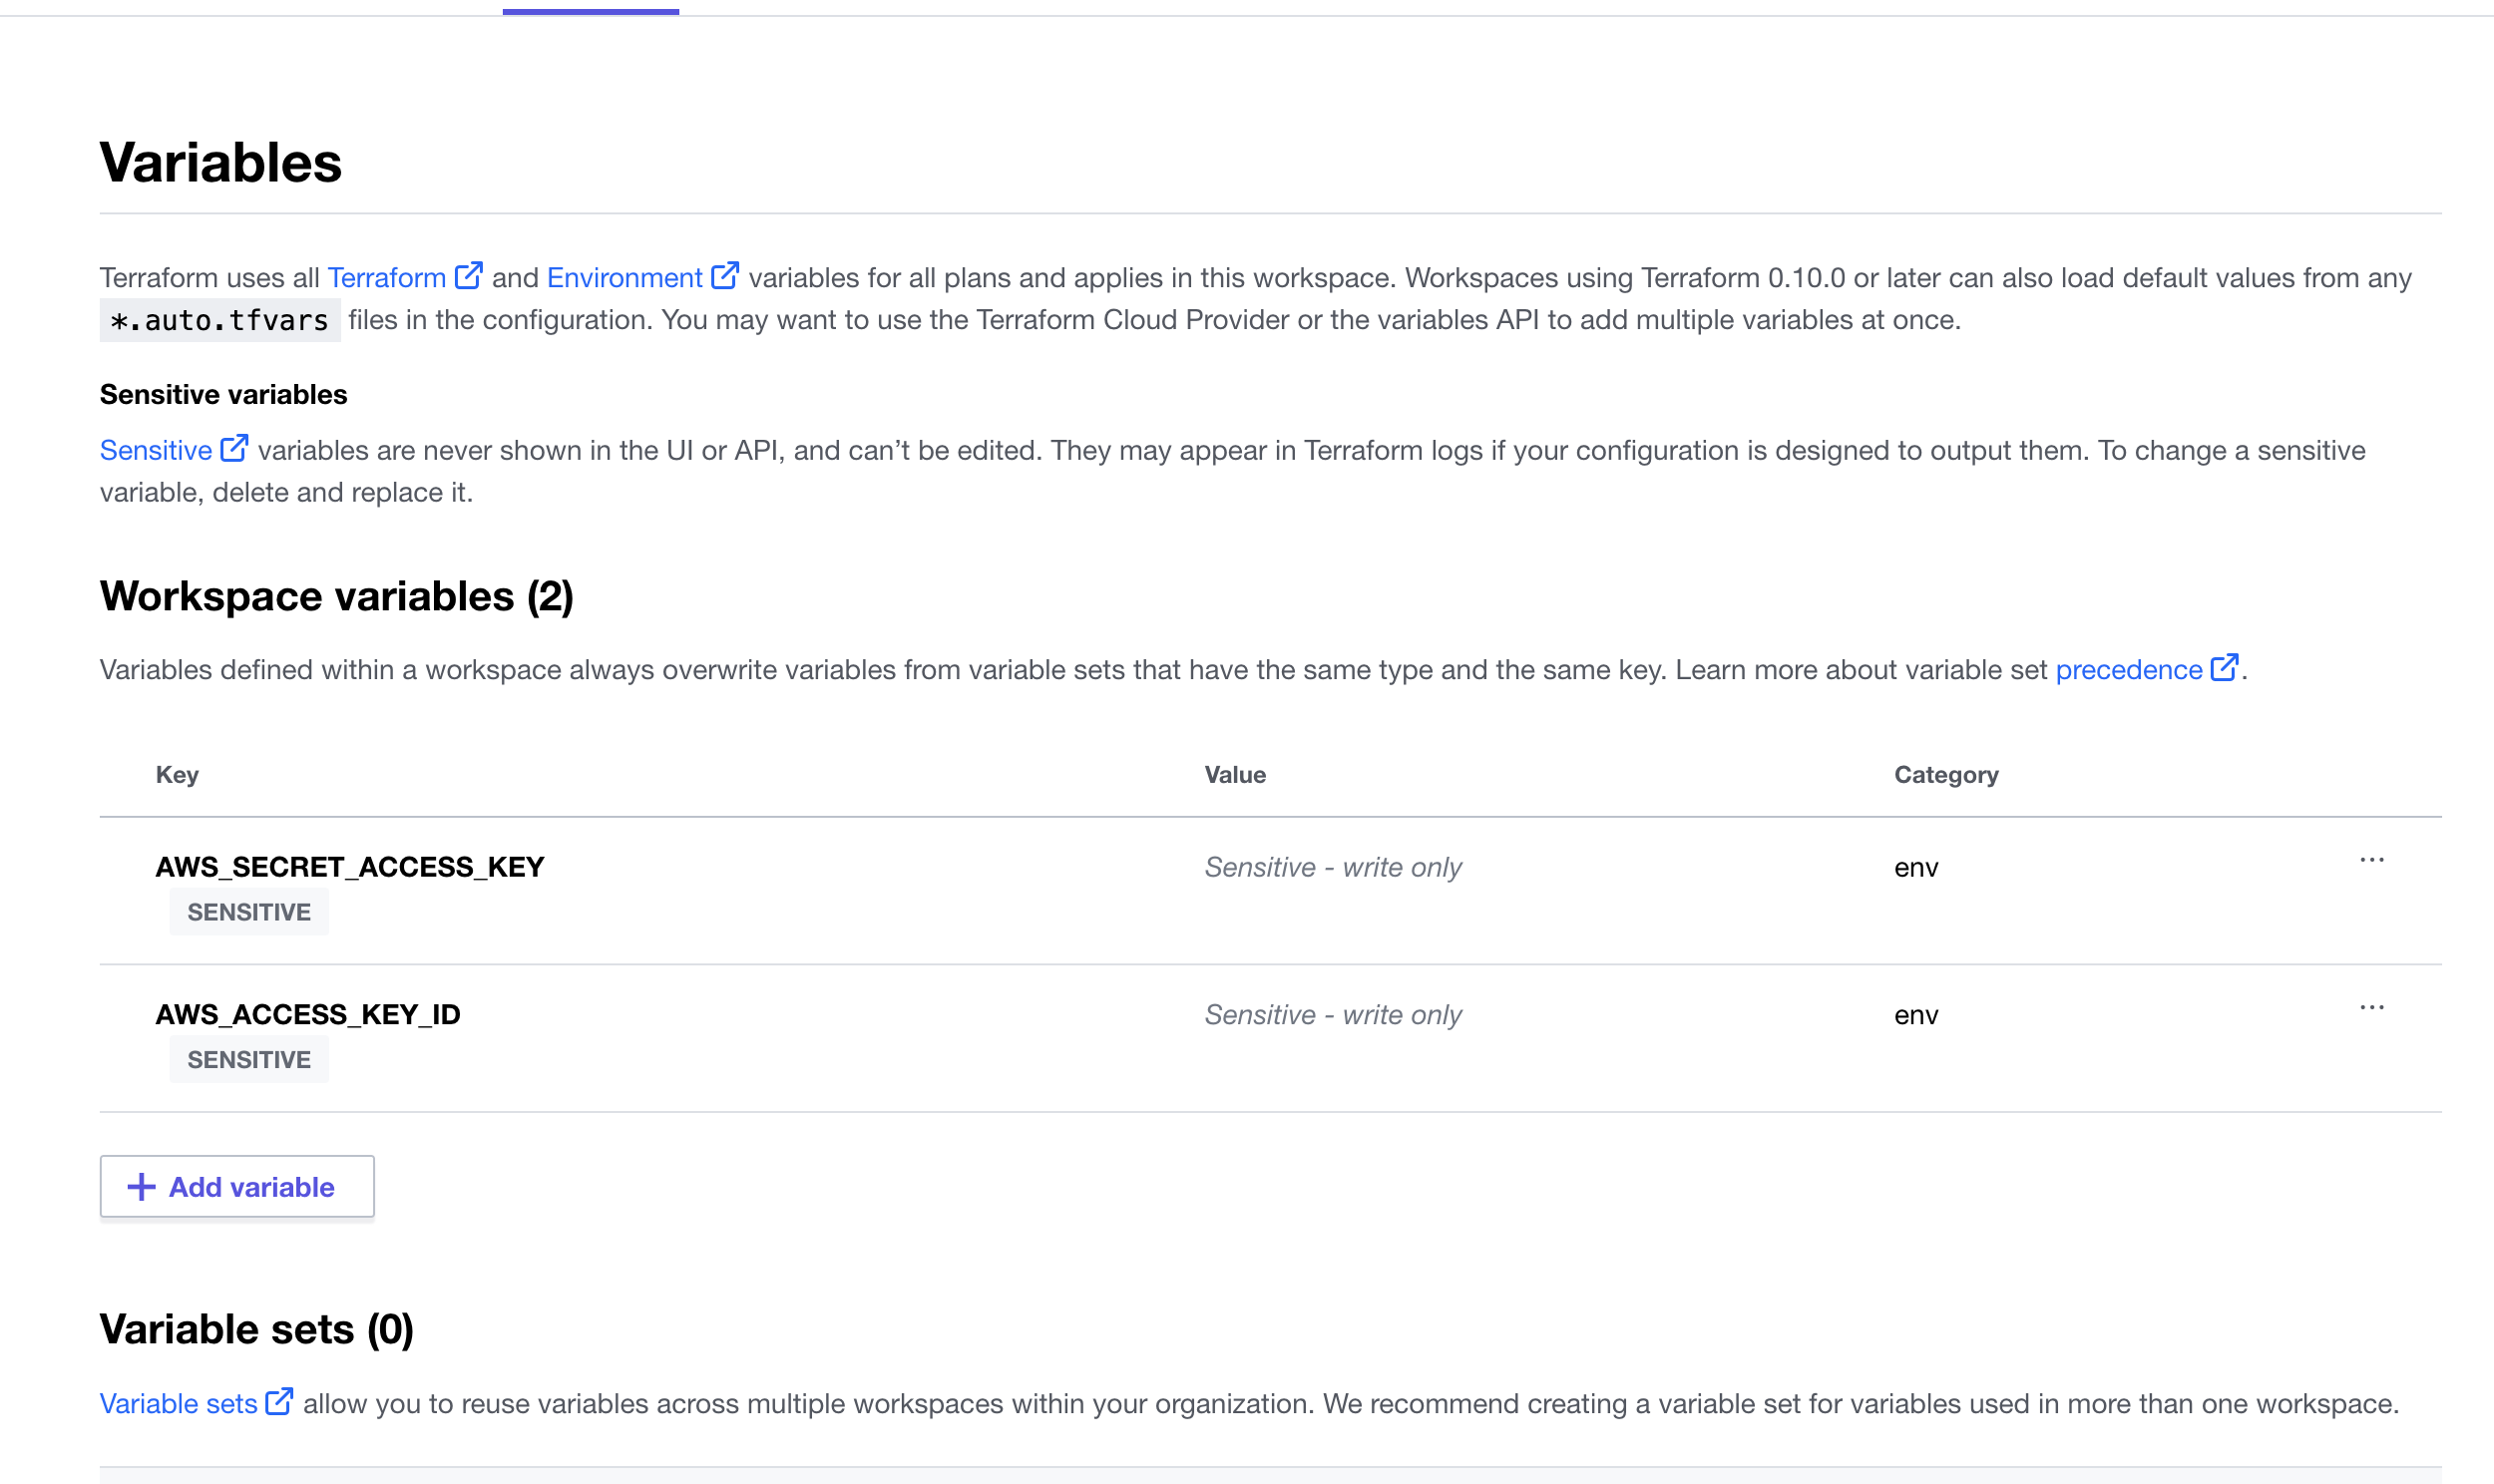 Variables
Terraform uses all Terraform and Environment variables for all plans and applies in this workspace. Workspaces using Terraform 0.10.0 or later can also load default values from any
*.auto.tfvars files in the configuration. You may want to use the Terraform Cloud Provider or the variables API to add multiple variables at once.
Sensitive variables
Sensitive variables are never shown in the UI or API, and can’t be edited. They may appear in Terraform logs if your configuration is designed to output them. To change a sensitive
variable, delete and replace it.
Workspace variables (2)
Variables defined within a workspace always overwrite variables from variable sets that have the same type and the same key. Learn more about variable set precedence.
Key Value Category
AWS_SECRET_ACCESS_KEY Sensitive - write only env ...
SENSITIVE
AWS_ACCESS_KEY_ID Sensitive - write only env ...
SENSITIVE
+ Add variable
Variable sets (0)
Variable sets allow you to reuse variables across multiple workspaces within your organization. We recommend creating a variable set for variables used in more than one workspace.